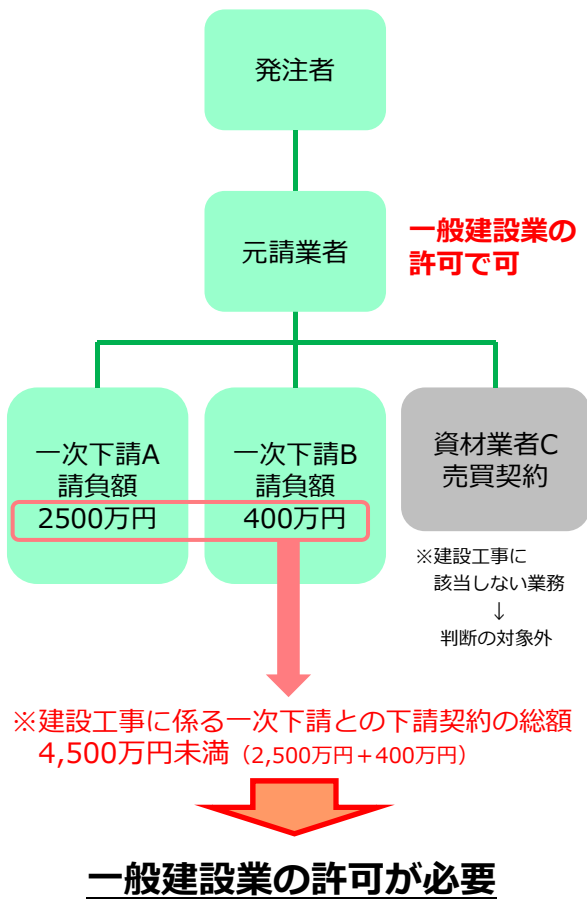 発注者
元請業者
一般建設業の
許可で可
一次下請A
請負額
2500万円
一次下請B
請負額
400万円
資材業者C
売買契約
※建設工事に
該当しない業務
↓
判断の対象外
※建設工事に係る一次下請との下請契約の総額
4,500万円未満（2,500万円＋400万円）
一般建設業の許可が必要